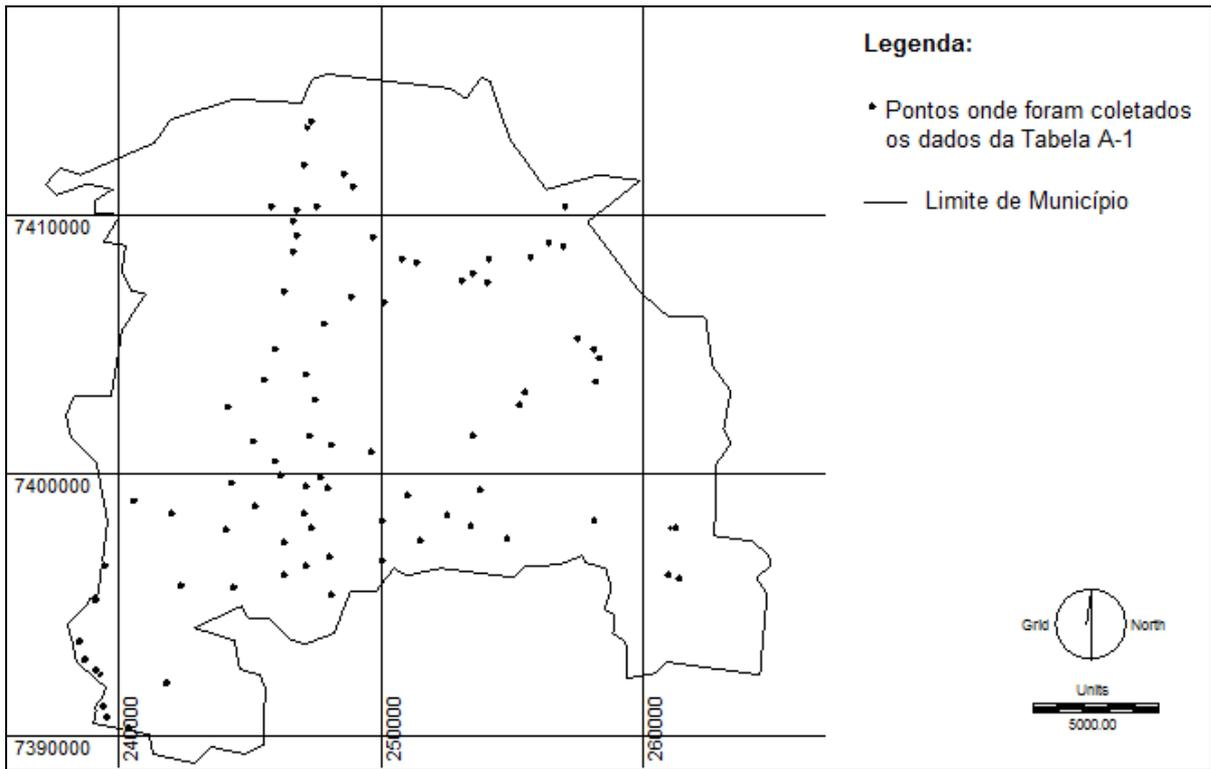 Legenda:
Pontos onde foram coletados
os dados da Tabela A-1
Limite de Município
7410000
7400000
7390000
240000
250000
260000
Grid North
Units
5000.00